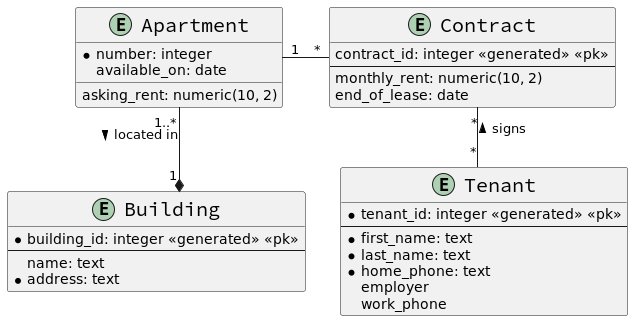 E Apartment
number: integer
available_on: date
asking_rent: numeric(10, 2)
1 *
E Contract
contract_id: integer «generated» «pk»
monthly_rent: numeric(10, 2)
end_of_lease: date
1..*
located in
1
*
signs
*
E Building
building_id: integer «generated» «pk»
name: text
address: text
E Tenant
tenant_id: integer «generated» «pk»
first_name: text
last_name: text
home_phone: text
employer
work_phone